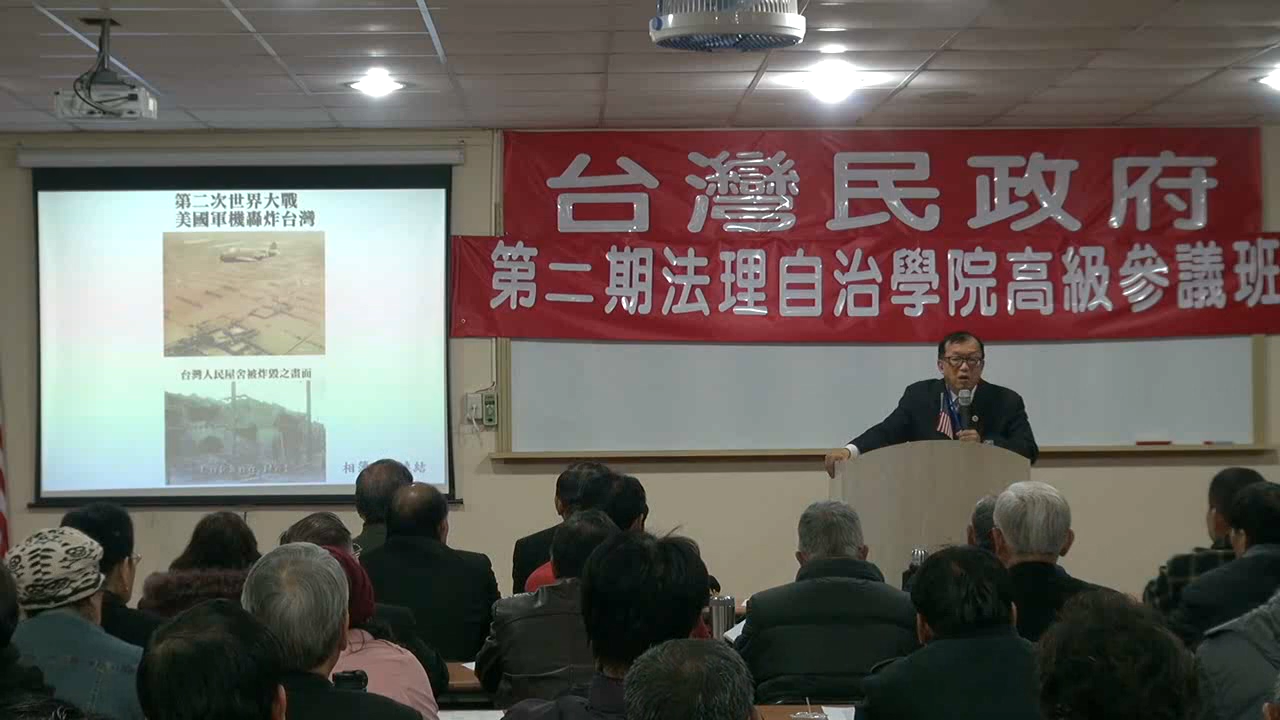 台灣民政府
第二期法理自治學院高級參議班
第二次世界大戰
美國軍機轟炸台灣
台灣人民屋舍被炸毀之畫面